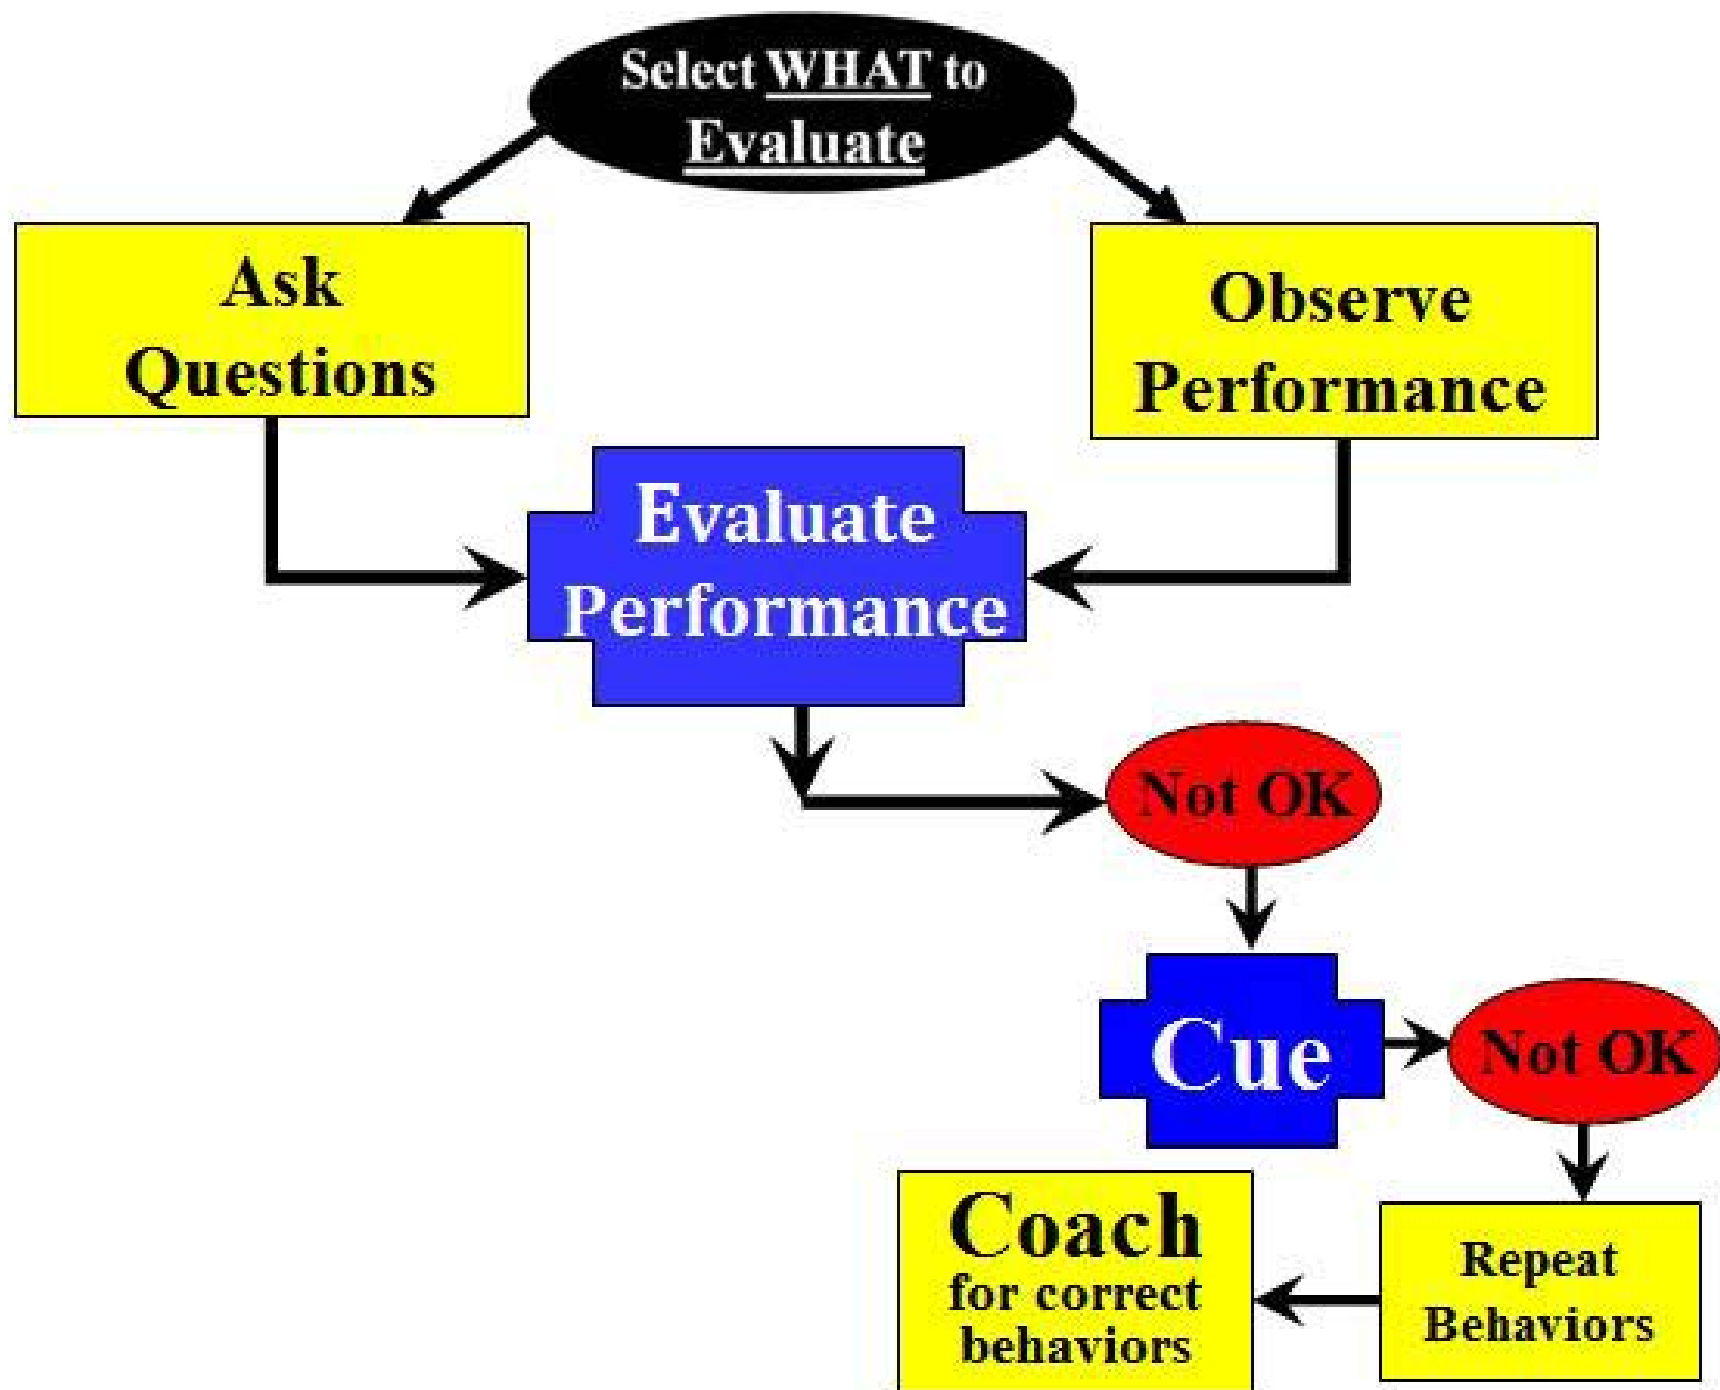 Select WHAT to
Evaluate
Ask
Questions
Observe
Performance
Evaluate
Performance
Not OK
Cue
Not OK
Repeat
Behaviors
Coach
for correct
behaviors